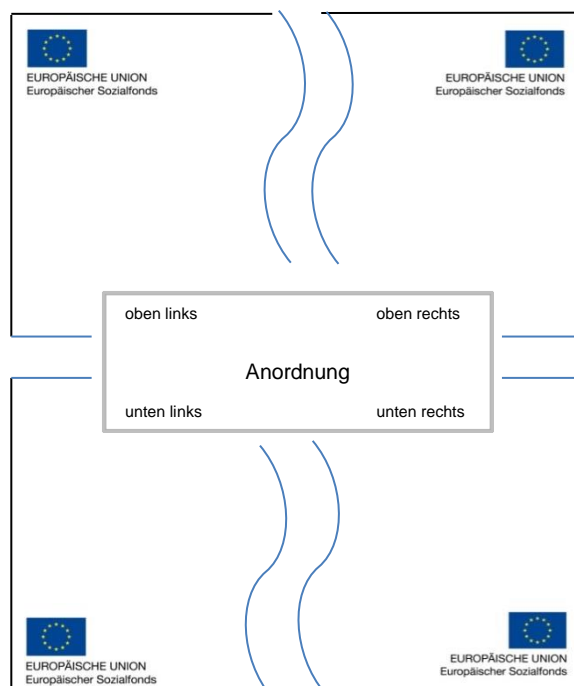 EUROPÄISCHE UNION
Europäischer Sozialfonds
EUROPÄISCHE UNION
Europäischer Sozialfonds
oben links
oben rechts
Anordnung
unten links
unten rechts
EUROPÄISCHE UNION
Europäischer Sozialfonds
EUROPÄISCHE UNION
Europäischer Sozialfonds